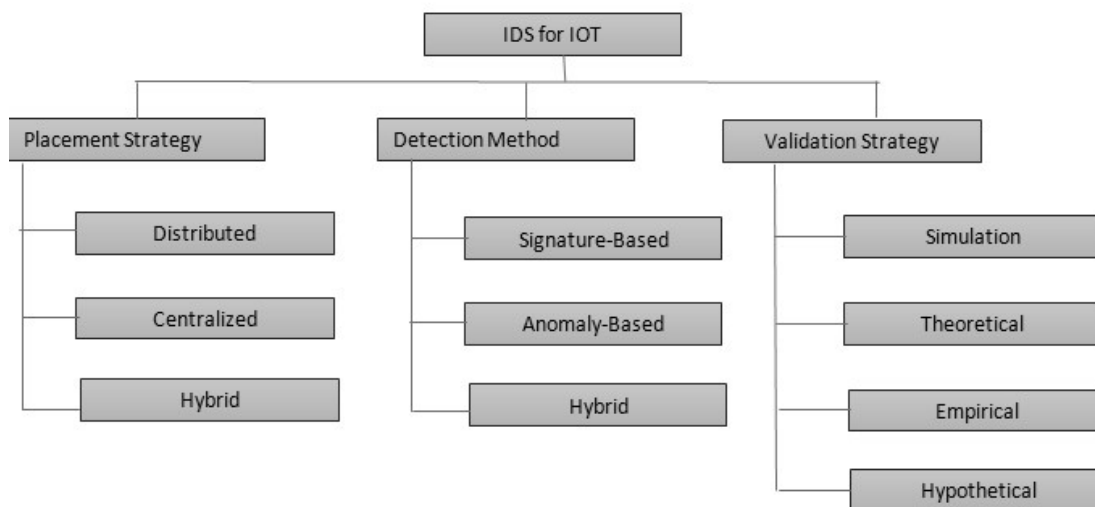 IDS for IOT
Placement Strategy
Detection Method
Validation Strategy
Distributed
Signature-Based
Simulation
Centralized
Anomaly-Based
Theoretical
Hybrid
Hybrid
Empirical
Hypothetical